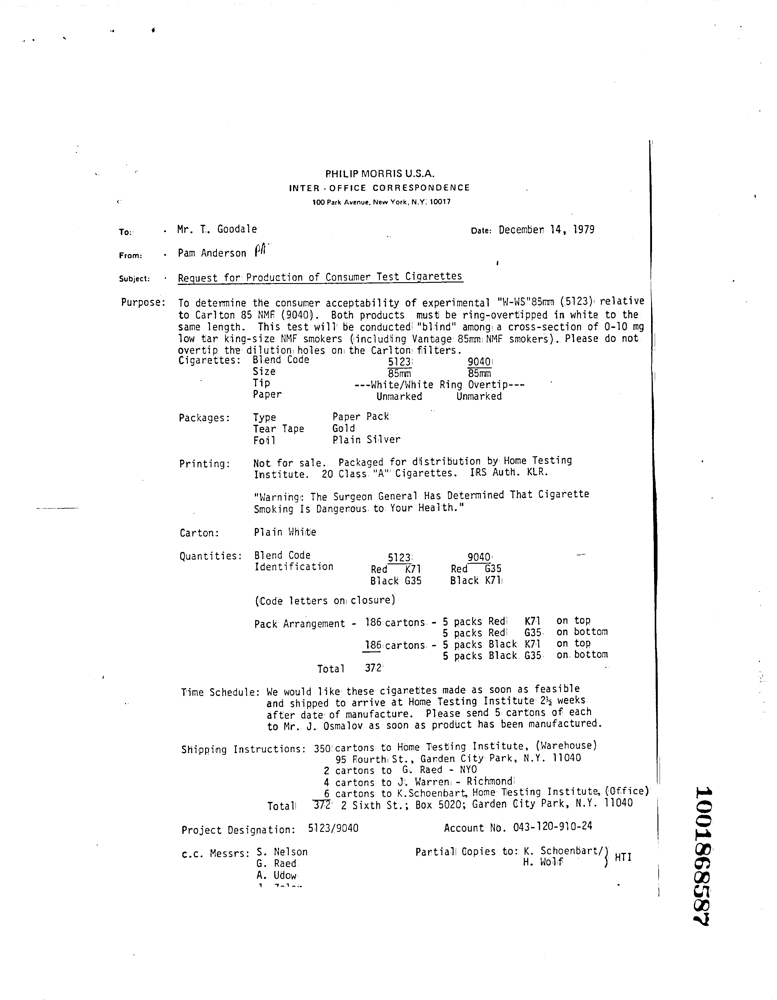 PHILIP MORRIS U.S.A.
INTER - OFFICE CORRESPONDENCE
100 Park Avenue, New York, N.Y. 10017
To: Mr. T. Goodale Date: December 14, 1979
From: Pam Anderson PA
Subject: Request for Production of Consumer Test Cigarettes
Purpose: To determine the consumer acceptability of experimental "W-WS"85mm (5123) relative
to Carlton 85 NMF (9040). Both products must be ring-overtipped in white to the
same length. This test will be conducted "blind" among a cross-section of 0-10 mg
low tar king-size NMF smokers (including Vantage 85mm NMF smokers). Please do not
overtip the dilution holes on the Carlton filters.
Cigarettes: Blend Code 5123 9040
Size 85mm 85mm
Tip ---White/White Ring Overtip---
Paper Unmarked Unmarked
Packages: Type Paper Pack
Tear Tape Gold
Foil Plain Silver
Printing: Not for sale. Packaged for distribution by Home Testing
Institute. 20 Class "A" Cigarettes. IRS Auth. KLR.
"Warning: The Surgeon General Has Determined That Cigarette
Smoking Is Dangerous to Your Health."
Carton: Plain White
Quantities: Blend Code 5123 9040
Identification Red K71 Red G35
Black G35 Black K71
(Code letters on closure)
Pack Arrangement - 186 cartons - 5 packs Red K71 on top
5 packs Red G35 on bottom
186 cartons - 5 packs Black K71 on top
5 packs Black G35 on bottom
Total 372
Time Schedule: We would like these cigarettes made as soon as feasible
and shipped to arrive at Home Testing Institute 2½ weeks
after date of manufacture. Please send 5 cartons of each
to Mr. J. Osmalov as soon as product has been manufactured.
Shipping Instructions: 350 cartons to Home Testing Institute, (Warehouse)
95 Fourth St., Garden City Park, N.Y. 11040
2 cartons to G. Raed - NYO
4 cartons to J. Warren - Richmond
6 cartons to K.Schoenbart, Home Testing Institute, (Office)
Total 372 2 Sixth St.; Box 5020; Garden City Park, N.Y. 11040
Project Designation: 5123/9040 Account No. 043-120-910-24
c.c. Messrs: S. Nelson Partial Copies to: K. Schoenbart/) HTI
G. Raed H. Wolf )
A. Udow
1001868587